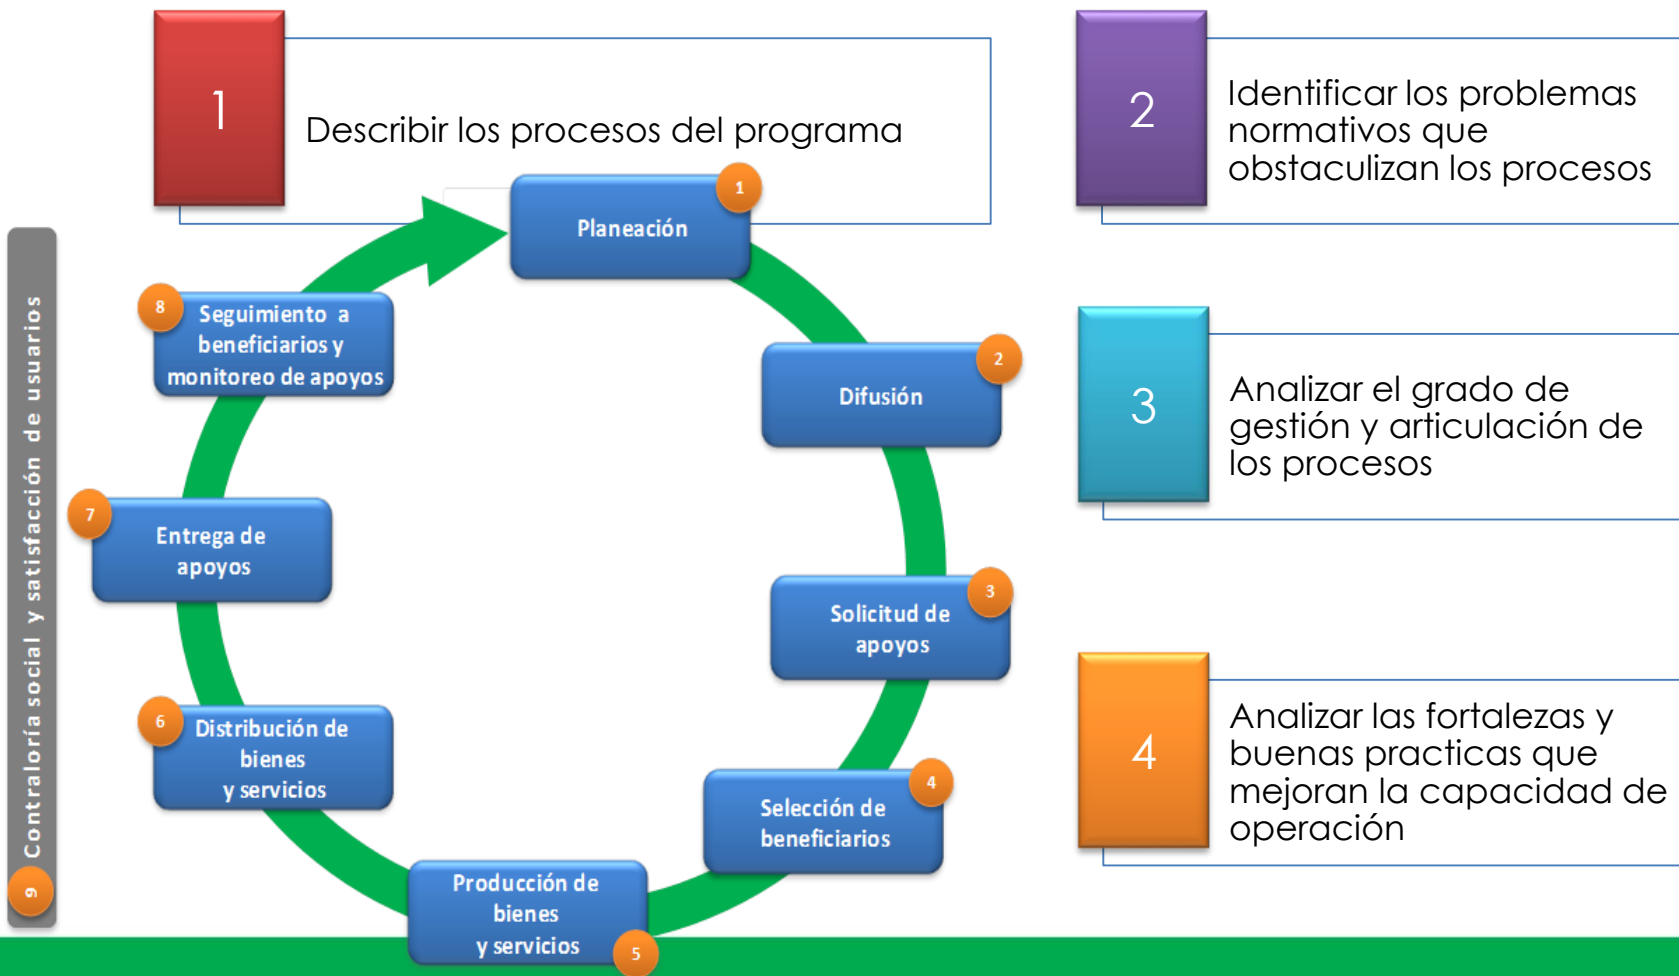 1
Describir los procesos del programa
2
Identificar los problemas
normativos que
obstaculizan los procesos
3
Analizar el grado de
gestión y articulación de
los procesos
4
Analizar las fortalezas y
buenas practicas que
mejoran la capacidad de
operación
1
Planeación
2
Difusión
3
Solicitud de
apoyos
4
Selección de
beneficiarios
5
Producción de
bienes
y servicios
6
Distribución de
bienes
y servicios
7
Entrega de
apoyos
8
Seguimiento a
beneficiarios y
monitoreo de apoyos
9
Contraloría social y satisfacción de usuarios